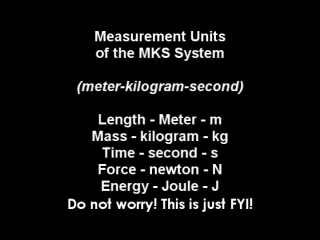 Measurement Units
of the MKS System
(meter-kilogram-second)
Length - Meter - m
Mass - kilogram - kg
Time - second - s
Force - newton - N
Energy - Joule - J
Do not worry! This is just FYI!